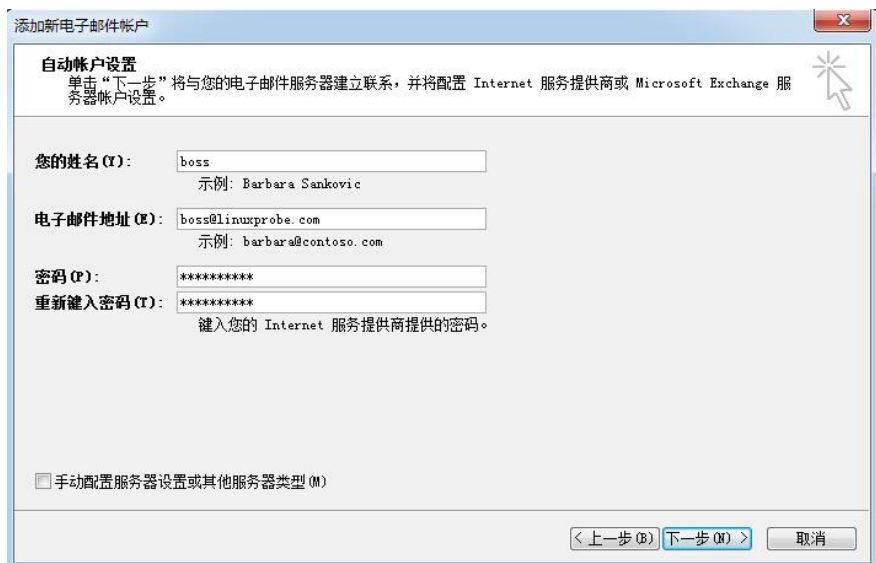 添加新电子邮件帐户
自动帐户设置
单击“下一步”将与您的电子邮件服务器建立联系，并将配置 Internet 服务提供商或 Microsoft Exchange 服
务器帐户设置。
您的姓名(Y)： boss
示例: Barbara Sankovic
电子邮件地址(E)： boss@linuxprobe.com
示例: barbara@contoso.com
密码(P)： **********
重新键入密码(T)： **********
键入您的 Internet 服务提供商提供的密码。
手动配置服务器设置或其他服务器类型(M)
< 上一步(B) 下一步(N) > 取消